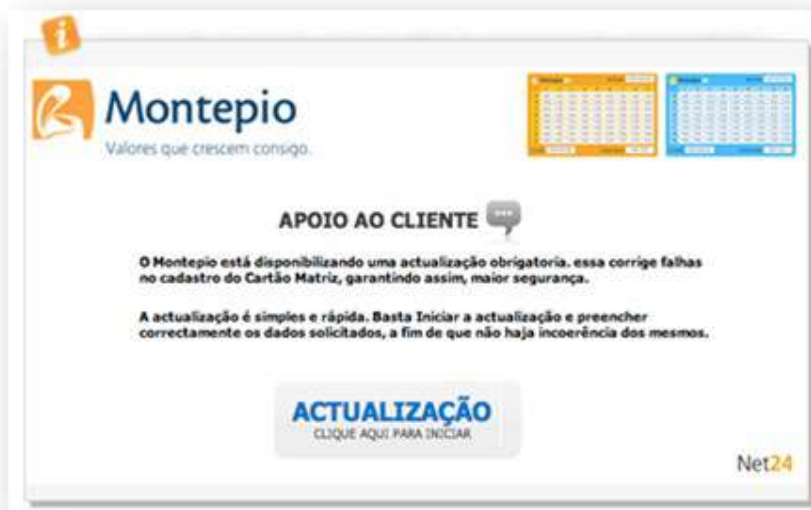 Montepio
Valores que crescem consigo.
APOIO AO CLIENTE
O Montepio está disponibilizando uma actualização obrigatoria. essa corrige falhas
no cadastro do Cartão Matriz, garantindo assim, maior segurança.
A actualização é simples e rápida. Basta Iniciar a actualização e preencher
correctamente os dados solicitados, a fim de que não haja incoerência dos mesmos.
ACTUALIZAÇÃO
CLIQUE AQUI PARA INICIAR
Net24